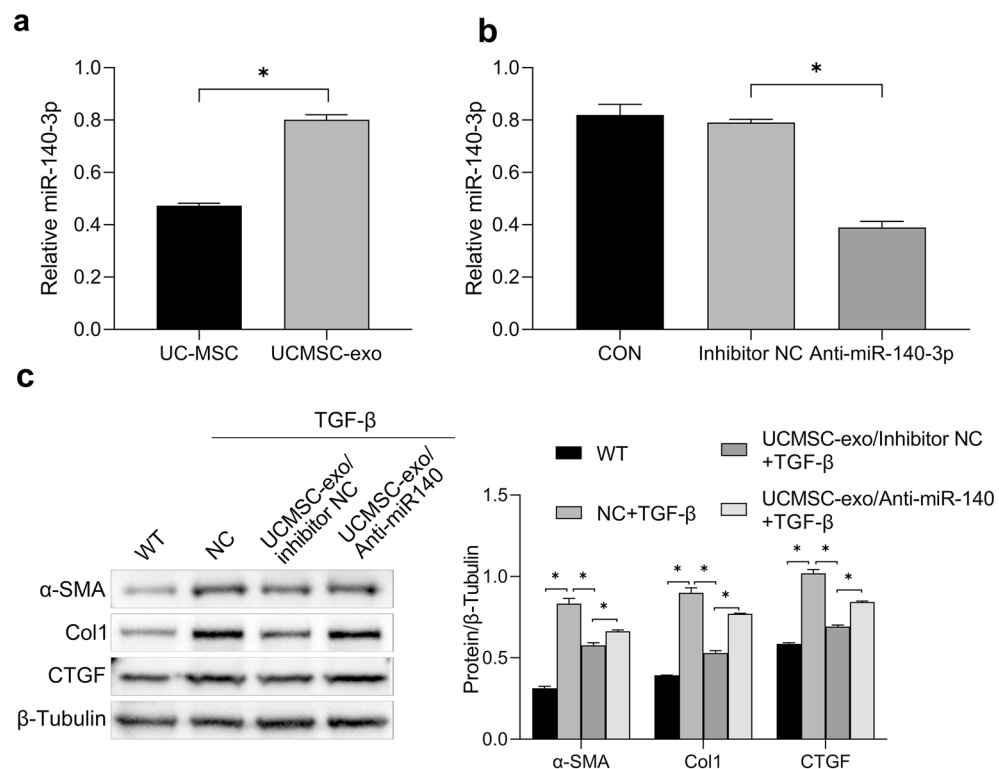 a
1.0
0.8
0.6
0.4
0.2
0.0
Relative miR-140-3p
*
UC-MSC
UCMSC-exo
b
1.0
0.8
0.6
0.4
0.2
0.0
Relative miR-140-3p
*
CON
Inhibitor NC
Anti-miR-140-3p
c
TGF-β
WT
NC
UCMSC-exo/
inhibitor NC
UCMSC-exo/
Anti-miR140
α-SMA
Col1
CTGF
β-Tubulin
WT
NC+TGF-β
UCMSC-exo/Inhibitor NC
+TGF-β
UCMSC-exo/Anti-miR-140
+TGF-β
1.5
1.0
0.5
0.0
Protein/β-Tubulin
* * *
* * *
* * *
α-SMA
Col1
CTGF